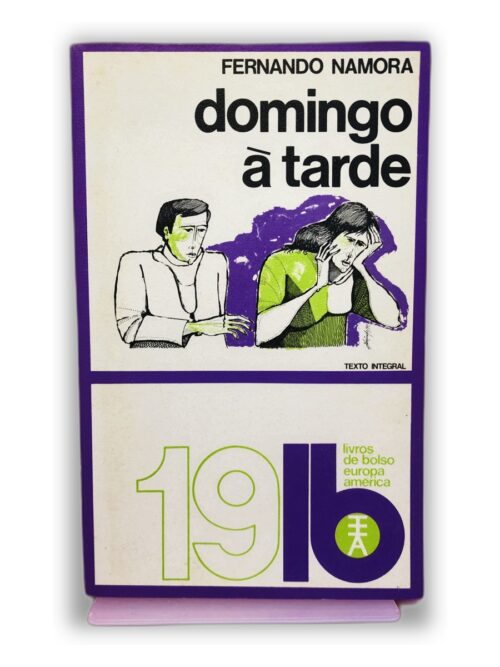 FERNANDO NAMORA
domingo
à tarde
TEXTO INTEGRAL
19
lb
livros
de bolso
europa
américa